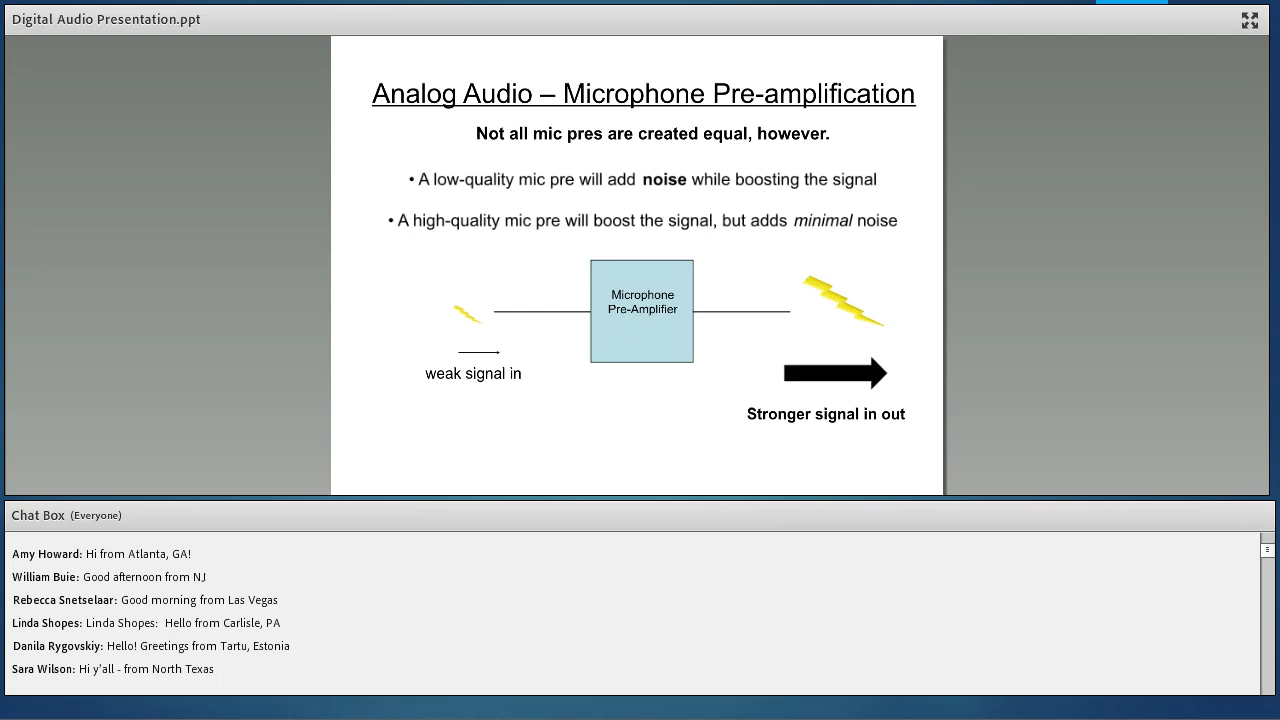 Digital Audio Presentation.ppt
Analog Audio – Microphone Pre-amplification
Not all mic pres are created equal, however.
• A low-quality mic pre will add noise while boosting the signal
• A high-quality mic pre will boost the signal, but adds minimal noise
Microphone
Pre-Amplifier
weak signal in
Stronger signal in out
Chat Box (Everyone)
Amy Howard: Hi from Atlanta, GA!
William Buie: Good afternoon from NJ
Rebecca Snetselaar: Good morning from Las Vegas
Linda Shopes: Linda Shopes: Hello from Carlisle, PA
Danila Rygovskiy: Hello! Greetings from Tartu, Estonia
Sara Wilson: Hi y'all - from North Texas